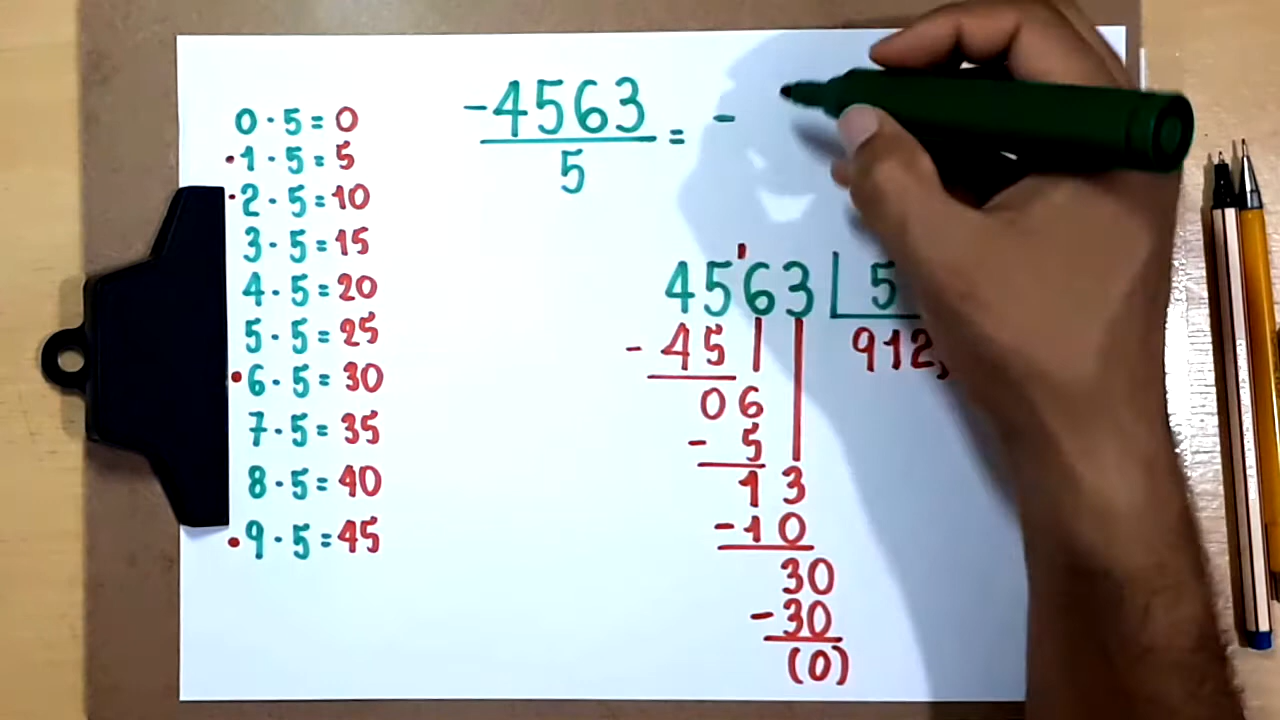 0 · 5 = 0
1 · 5 = 5
2 · 5 = 10
3 · 5 = 15
4 · 5 = 20
5 · 5 = 25
6 · 5 = 30
7 · 5 = 35
8 · 5 = 40
9 · 5 = 45
-4563 = -
5
4563 5
- 45 912,
06
- 5
13
-10
30
-30
(0)